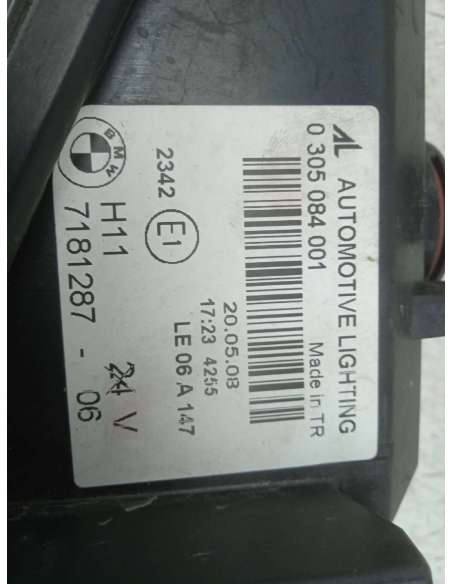 AL AUTOMOTIVE LIGHTING
0 305 084 001
Made in TR
20.05.08
17:23 4255
LE 06 A 147
2342
E1
BMW
H11
7181287 - 06
24 V